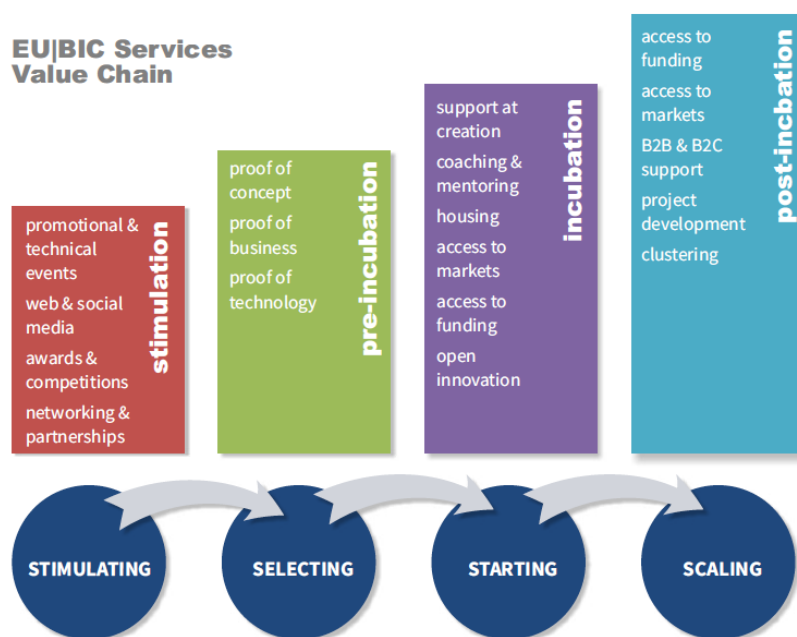 EU|BIC Services
Value Chain
promotional &
technical
events
web & social
media
awards &
competitions
networking &
partnerships
stimulation
proof of
concept
proof of
business
proof of
technology
pre-incubation
support at
creation
coaching &
mentoring
housing
access to
markets
access to
funding
open
innovation
incubation
access to
funding
access to
markets
B2B & B2C
support
project
development
clustering
post-incbation
STIMULATING
SELECTING
STARTING
SCALING